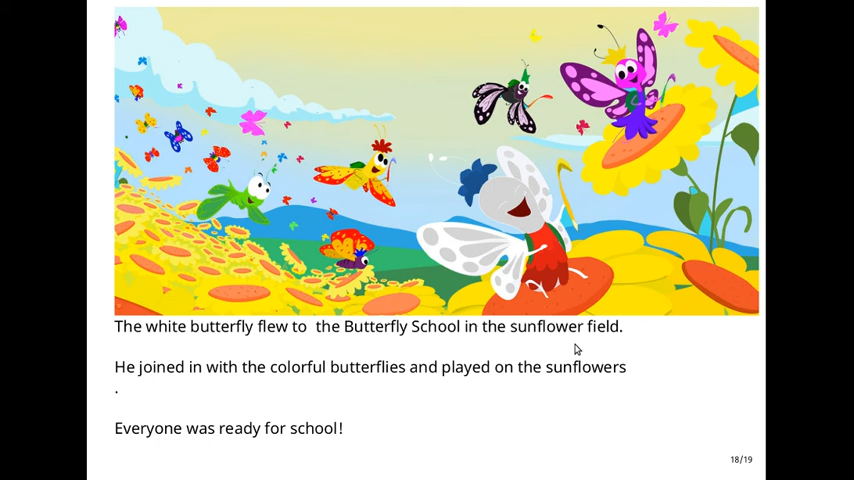 The white butterfly flew to  the Butterfly School in the sunflower field.
He joined in with the colorful butterflies and played on the sunflowers
.
Everyone was ready for school!
18/19